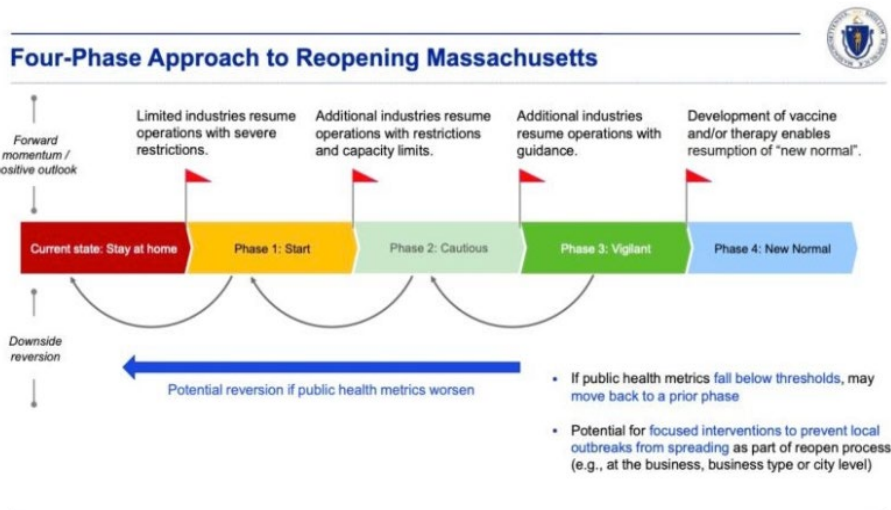 Four-Phase Approach to Reopening Massachusetts
Forward
momentum /
positive outlook
Limited industries resume
operations with severe
restrictions.
Additional industries resume
operations with restrictions
and capacity limits.
Additional industries
resume operations with
guidance.
Development of vaccine
and/or therapy enables
resumption of “new normal”.
Current state: Stay at home
Phase 1: Start
Phase 2: Cautious
Phase 3: Vigilant
Phase 4: New Normal
Downside
reversion
Potential reversion if public health metrics worsen
• If public health metrics fall below thresholds, may
move back to a prior phase
• Potential for focused interventions to prevent local
outbreaks from spreading as part of reopen process
(e.g., at the business, business type or city level)